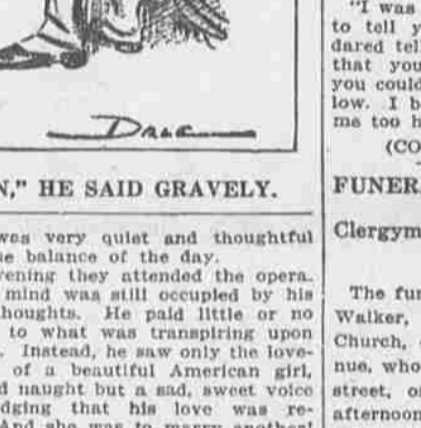 Dale
N," HE SAID GRAVELY.
was very quiet and thoughtful
e balance of the day.
vening they attended the opera.
mind was still occupied by his
houghts. He paid little or no
to what was transpiring upon
. Instead, he saw only the love-
of a beautiful American girl,
d naught but a sad, sweet voice
dging that his love was re-
And she was to marry another!
"I was
to tell y
dared tell
that you
you could
low. I b
me too h
(CO
FUNER
Clergym
The fun
Walker,
Church,
nue, who
street, o
afternoon